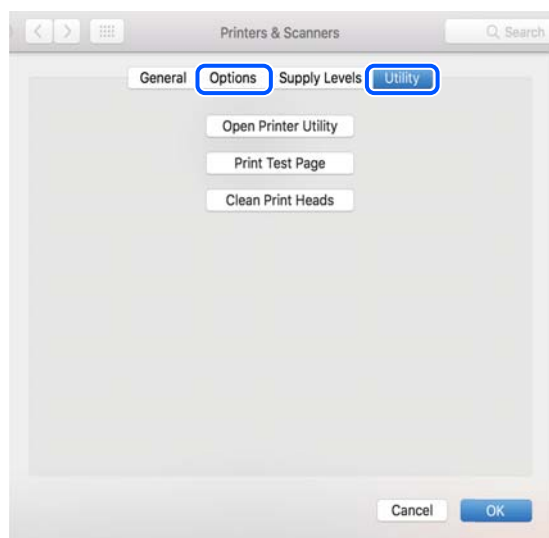 Printers & Scanners Search
General Options Supply Levels Utility
Open Printer Utility
Print Test Page
Clean Print Heads
Cancel OK